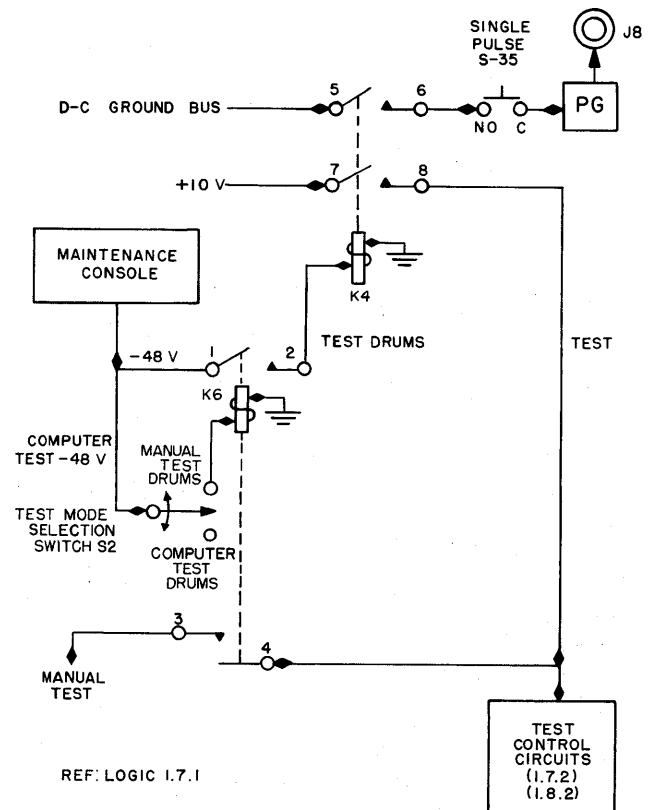 SINGLE
PULSE
S-35
J8
D-C GROUND BUS
5
6
NO
C
PG
+10 V
7
8
MAINTENANCE
CONSOLE
K4
-48 V
1
2
TEST DRUMS
TEST
K6
COMPUTER
TEST -48 V
MANUAL
TEST
DRUMS
TEST MODE
SELECTION
SWITCH S2
COMPUTER
TEST
DRUMS
3
4
MANUAL
TEST
TEST
CONTROL
CIRCUITS
(1.7.2)
(1.8.2)
REF: LOGIC 1.7.1